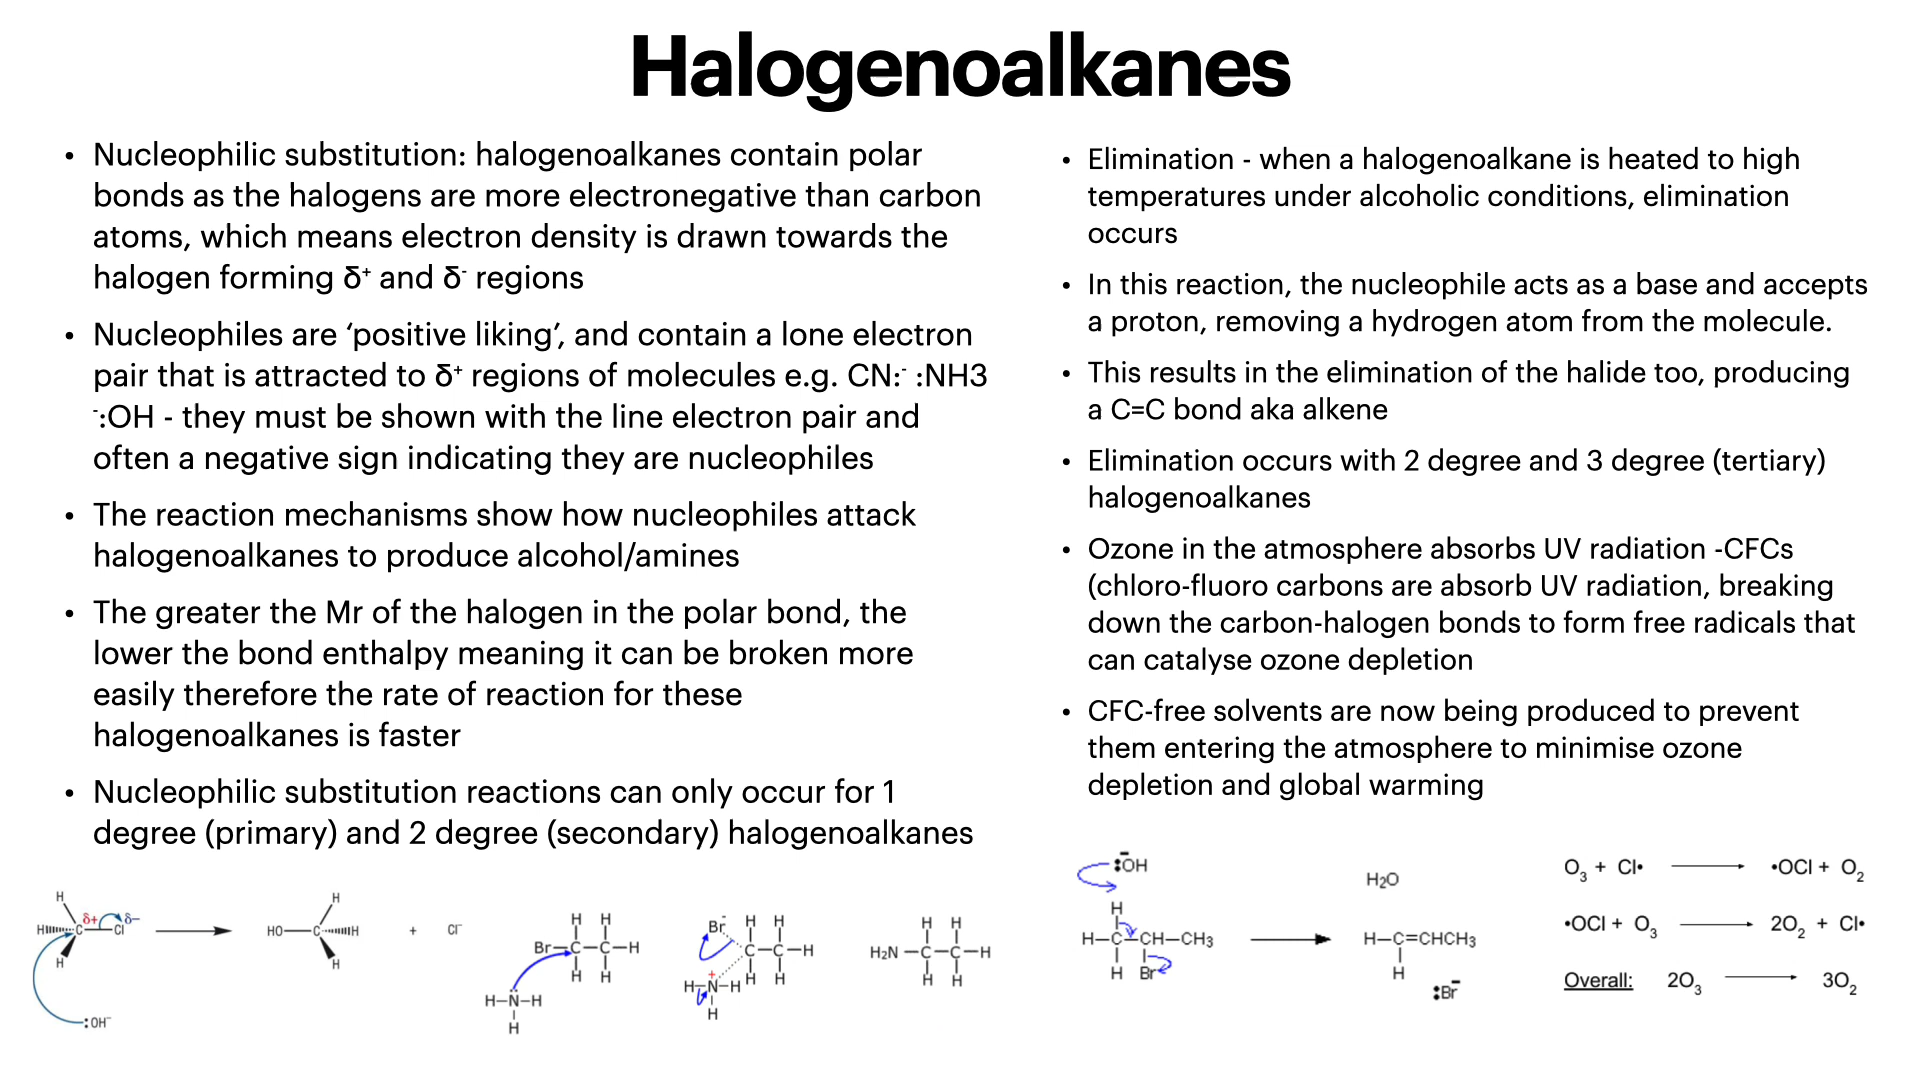 Halogenoalkanes
• Nucleophilic substitution: halogenoalkanes contain polar
bonds as the halogens are more electronegative than carbon
atoms, which means electron density is drawn towards the
halogen forming δ⁺ and δ⁻ regions
• Nucleophiles are ‘positive liking’, and contain a lone electron
pair that is attracted to δ⁺ regions of molecules e.g. CN:⁻ :NH3
⁻:OH - they must be shown with the line electron pair and
often a negative sign indicating they are nucleophiles
• The reaction mechanisms show how nucleophiles attack
halogenoalkanes to produce alcohol/amines
• The greater the Mr of the halogen in the polar bond, the
lower the bond enthalpy meaning it can be broken more
easily therefore the rate of reaction for these
halogenoalkanes is faster
• Nucleophilic substitution reactions can only occur for 1
degree (primary) and 2 degree (secondary) halogenoalkanes
• Elimination - when a halogenoalkane is heated to high
temperatures under alcoholic conditions, elimination
occurs
• In this reaction, the nucleophile acts as a base and accepts
a proton, removing a hydrogen atom from the molecule.
• This results in the elimination of the halide too, producing
a C=C bond aka alkene
• Elimination occurs with 2 degree and 3 degree (tertiary)
halogenoalkanes
• Ozone in the atmosphere absorbs UV radiation -CFCs
(chloro-fluoro carbons are absorb UV radiation, breaking
down the carbon-halogen bonds to form free radicals that
can catalyse ozone depletion
• CFC-free solvents are now being produced to prevent
them entering the atmosphere to minimise ozone
depletion and global warming
H
δ+ δ−
H C Cl
H
:OH⁻
H
HO—C H
H
+ Cl⁻
H H
Br—C—C—H
H H
H—N̈—H
H
Br⁻ H H
C—C—H
+
H—N—H H H
H
H H
H₂N—C—C—H
H H
:ŌH
H
H—C—CH—CH3
H Br
H₂O
H—C=CHCH3
H
:Br⁻
O₃ + Cl• ⟶ •OCl + O₂
•OCl + O₃ ⟶ 2O₂ + Cl•
Overall: 2O₃ ⟶ 3O₂